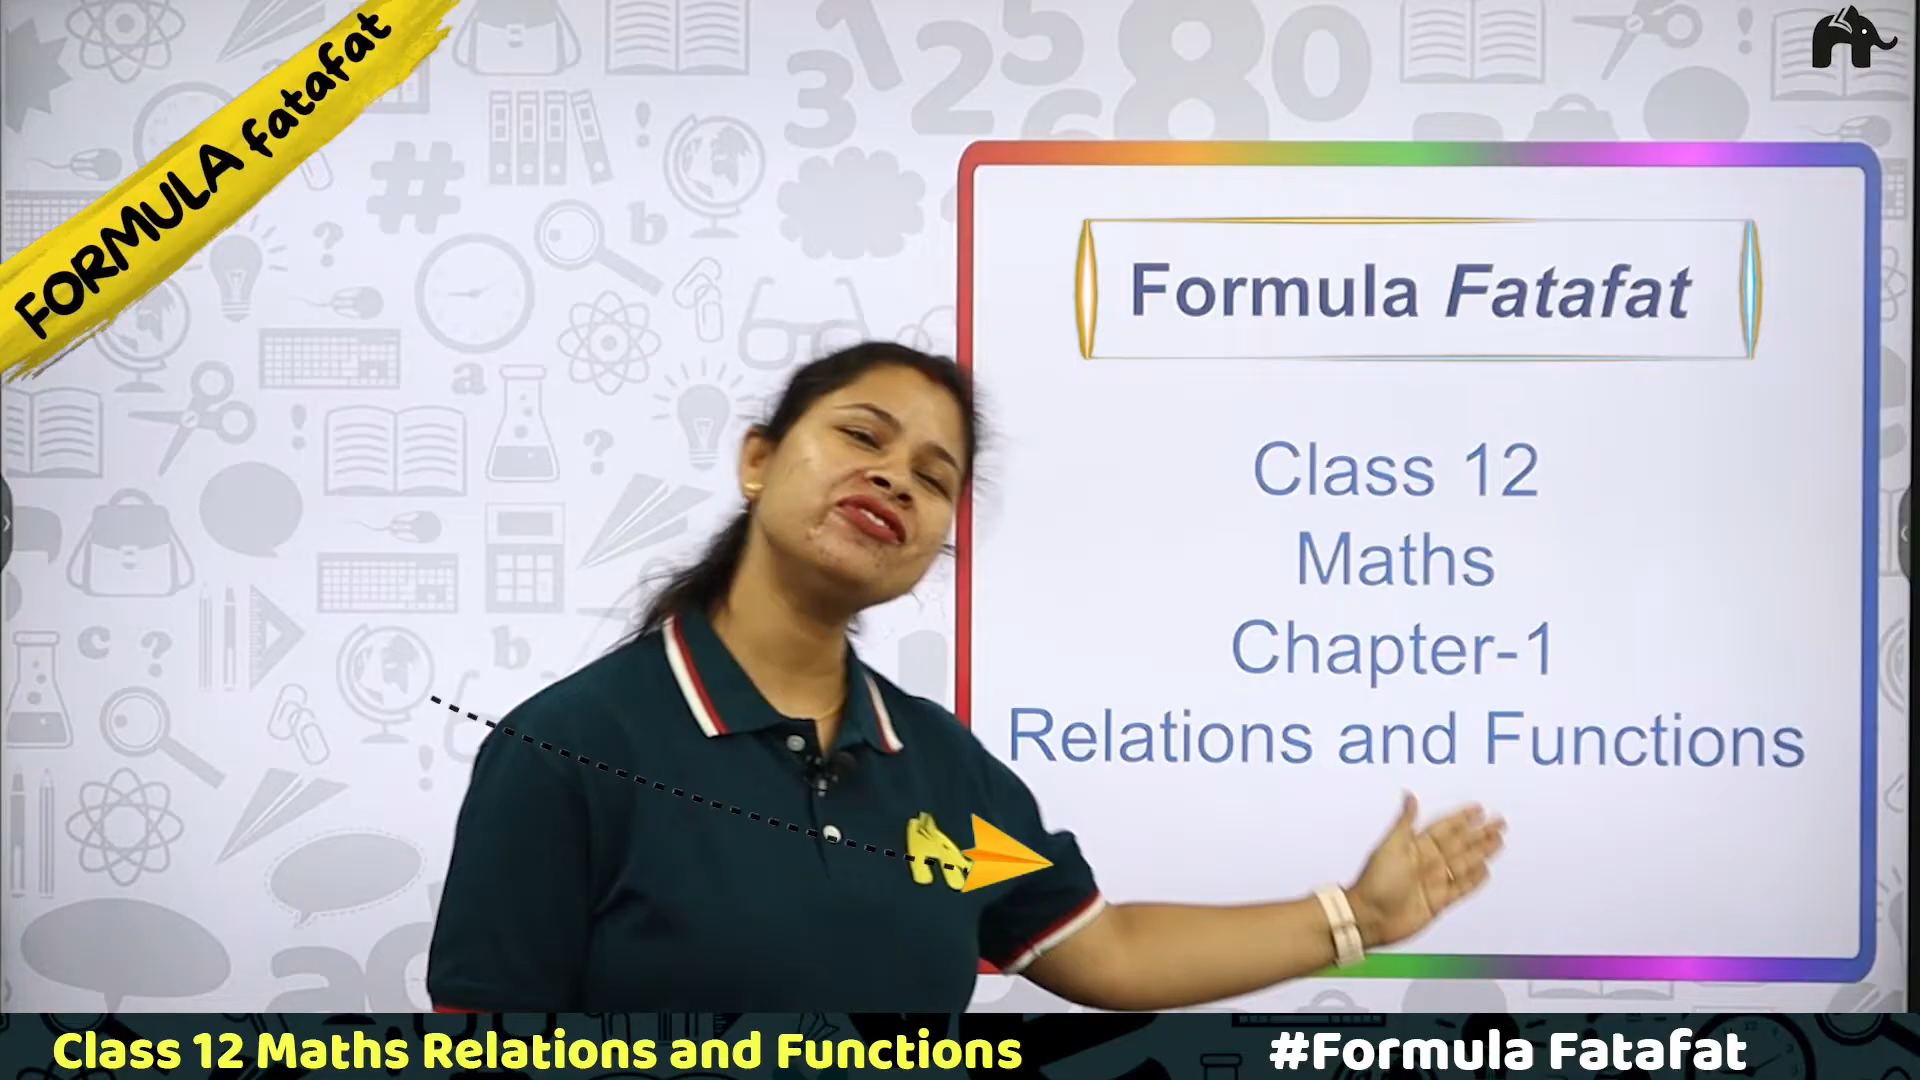 FORMULA fatafat
Formula Fatafat
Class 12
Maths
Chapter-1
Relations and Functions
Class 12 Maths Relations and Functions
#Formula Fatafat